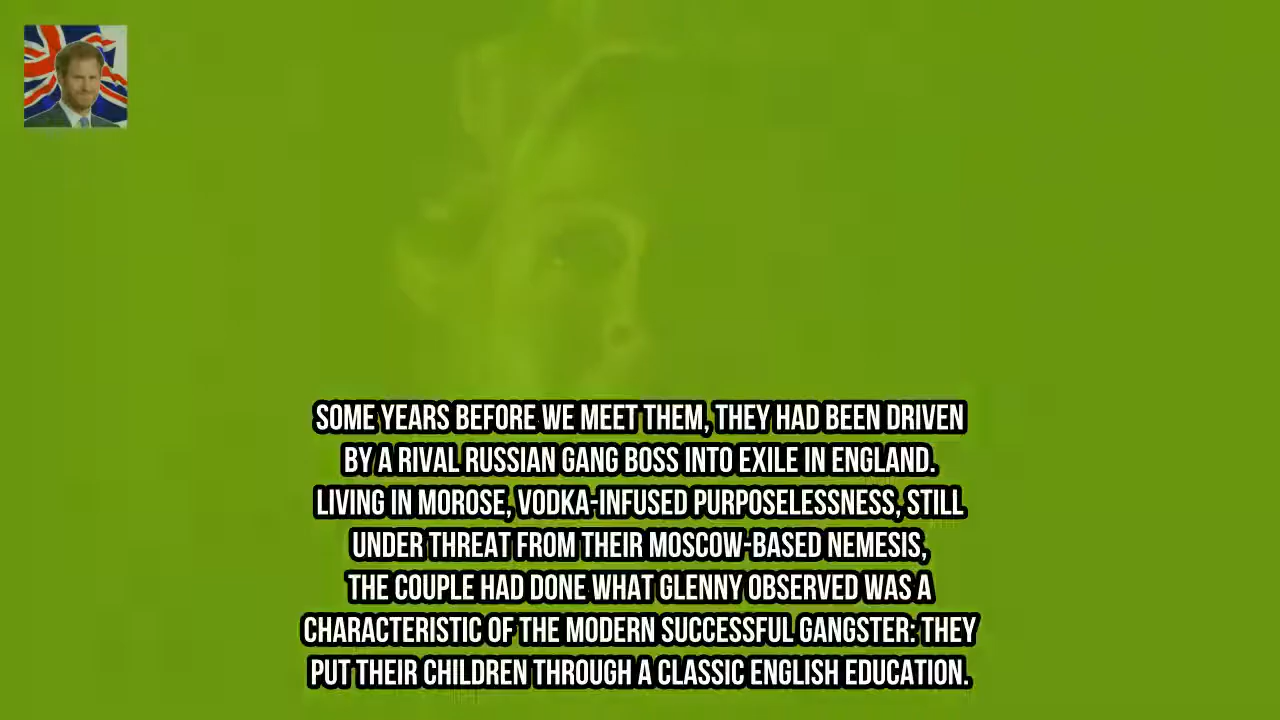 SOME YEARS BEFORE WE MEET THEM, THEY HAD BEEN DRIVEN
BY A RIVAL RUSSIAN GANG BOSS INTO EXILE IN ENGLAND.
LIVING IN MOROSE, VODKA-INFUSED PURPOSELESSNESS, STILL
UNDER THREAT FROM THEIR MOSCOW-BASED NEMESIS,
THE COUPLE HAD DONE WHAT GLENNY OBSERVED WAS A
CHARACTERISTIC OF THE MODERN SUCCESSFUL GANGSTER: THEY
PUT THEIR CHILDREN THROUGH A CLASSIC ENGLISH EDUCATION.